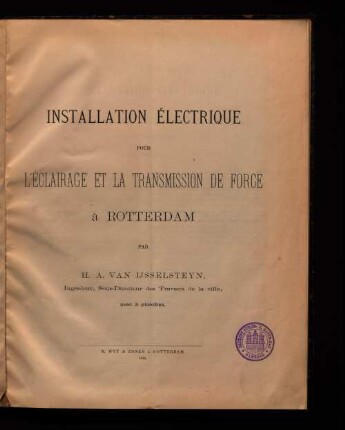 INSTALLATION ÉLECTRIQUE
POUR
L'ÉCLAIRAGE ET LA TRANSMISSION DE FORCE
à ROTTERDAM
PAR
H. A. VAN IJSSELSTEYN,
Ingénieur, Sous-Directeur des Travaux de la ville,
avec 3 planches.
ROTTERDAM